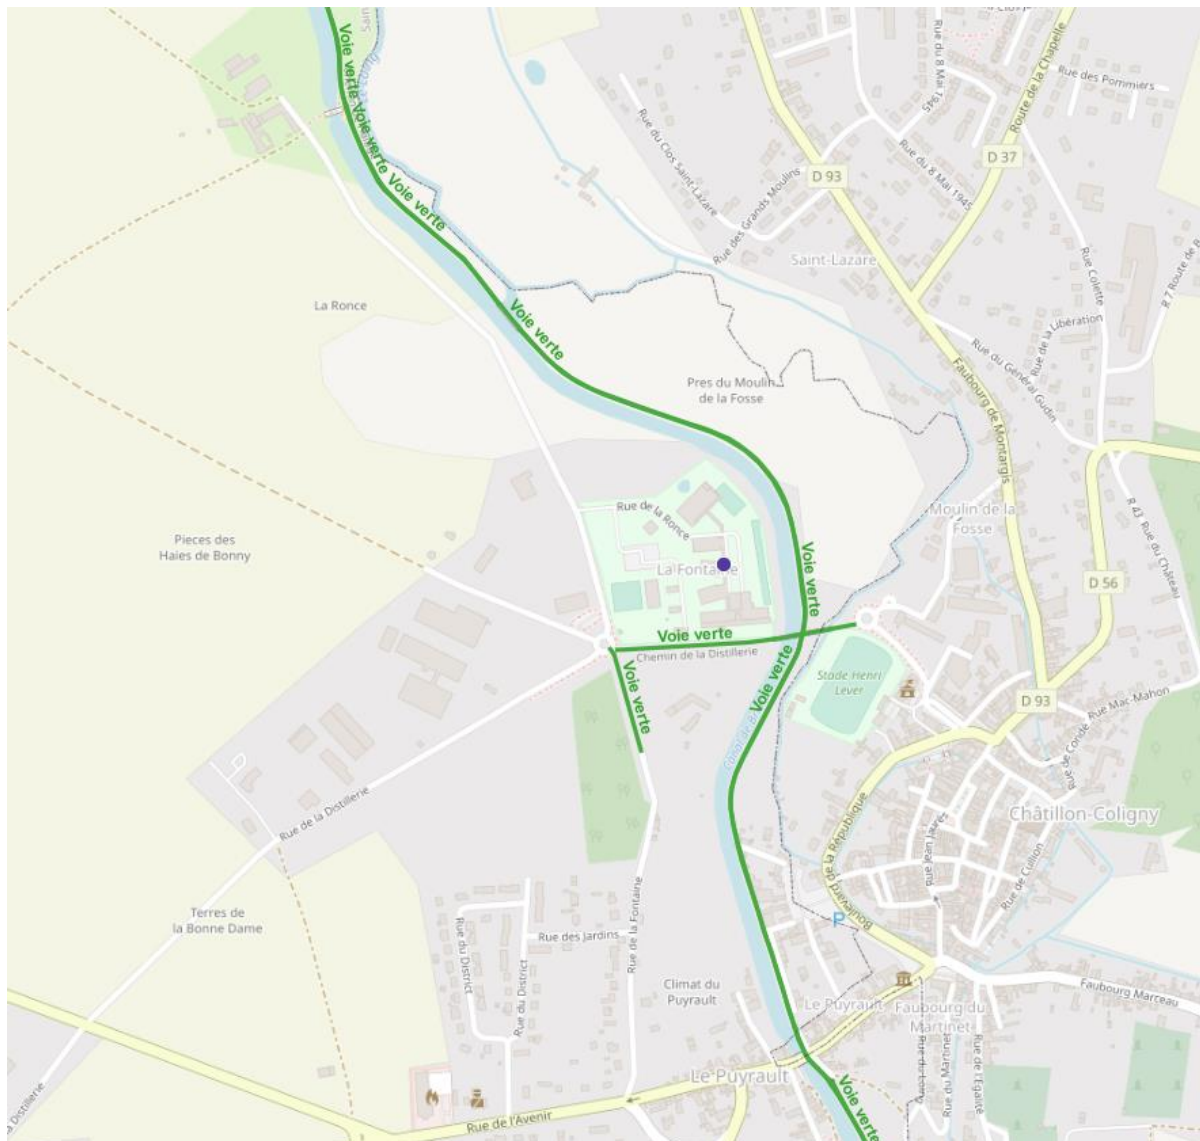 Voie verte
Rue du 8 Mai 1945
Route de la Chapelle
Rue des Pommiers
Voie verte
D 37
Rue du Clos Saint-Lazare
D 93
Rue du 8 Mai 1945
Voie verte
Rue des Grands Moulins
Saint-Lazare
Rue Colette
La Ronce
Voie verte
Rue de la Libération
Rue du Général Gudin
Faubourg de Montargis
Pres du Moulin
de la Fosse
Rue de la Ronce
Moulin de la
Fosse
R 43 Rue du Château
Pieces des
Haies de Bonny
La Fontaine
Voie verte
D 56
Voie verte
Chemin de la Distillerie
Voie verte
Voie verte
Stade Henri
Lever
D 93
Rue Mac-Mahon
Rue de Condé
Rue de la Distillerie
Boulevard de la République
Châtillon-Coligny
Rue Jean Jaurès
Rue de Cullion
Terres de
la Bonne Dame
Rue du District
Rue des Jardins
Rue du District
Rue de la Fontaine
P
Climat du
Puyrault
Le Puyrault
Faubourg du
Martinet
Faubourg Marceau
Rue du Loing
Rue du Martinet
Rue de l'Égalité
Le Puyrault
Voie verte
Rue de l'Avenir